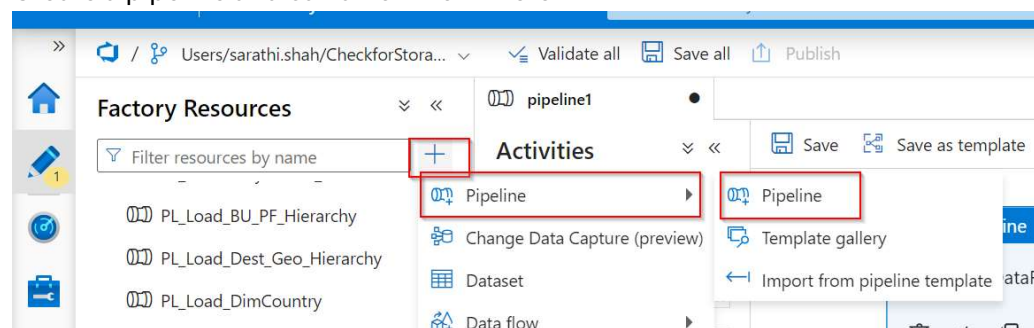 Users/sarathi.shah/CheckforStora...
Validate all
Save all
Publish
Factory Resources
pipeline1
Filter resources by name
Activities
Save
Save as template
1
PL_Load_BU_PF_Hierarchy
PL_Load_Dest_Geo_Hierarchy
PL_Load_DimCountry
Pipeline
Change Data Capture (preview)
Dataset
Data flow
Pipeline
Template gallery
Import from pipeline template
ine